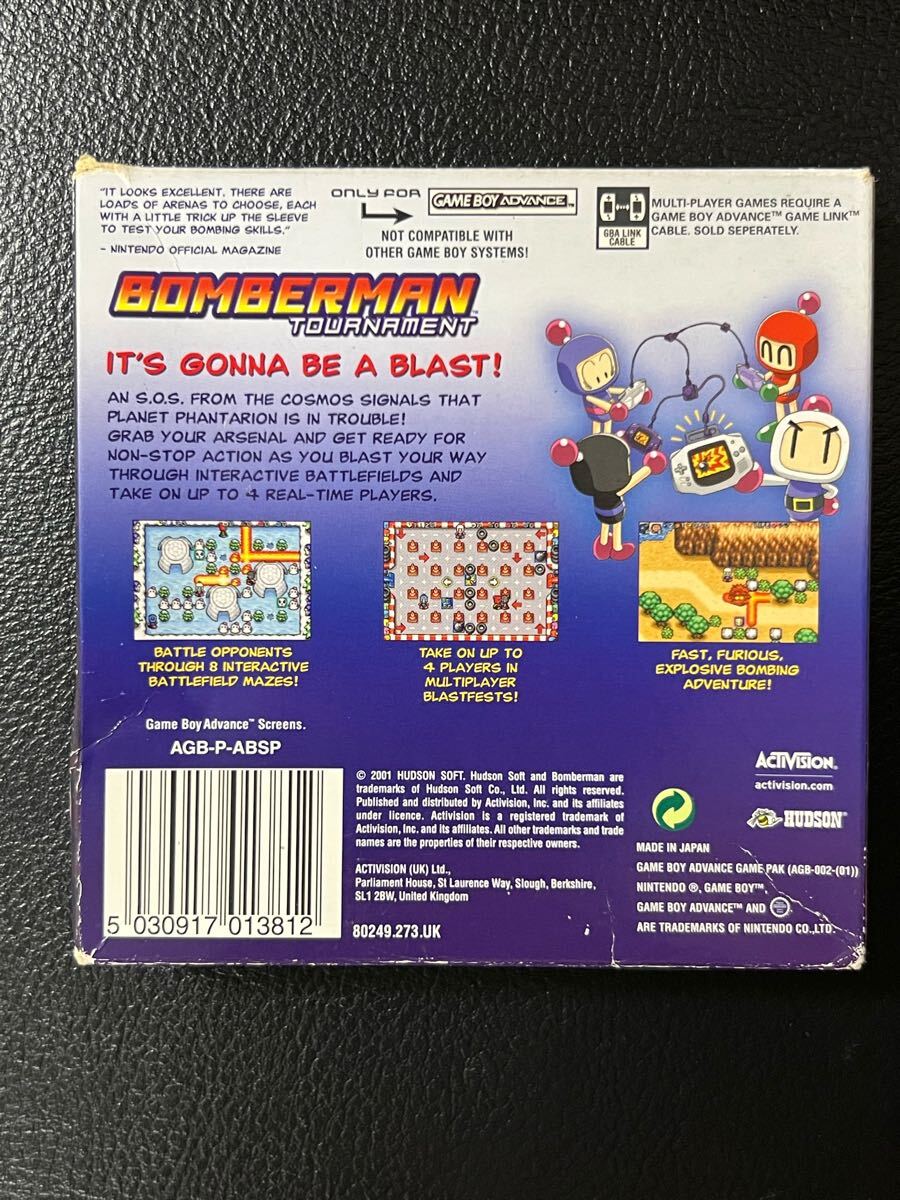 "IT LOOKS EXCELLENT. THERE ARE
LOADS OF ARENAS TO CHOOSE, EACH
WITH A LITTLE TRICK UP THE SLEEVE
TO TEST YOUR BOMBING SKILLS."
- NINTENDO OFFICIAL MAGAZINE
ONLY FOR
GAME BOY ADVANCE™
NOT COMPATIBLE WITH
OTHER GAME BOY SYSTEMS!
GBA LINK
CABLE
MULTI-PLAYER GAMES REQUIRE A
GAME BOY ADVANCE™ GAME LINK™
CABLE. SOLD SEPERATELY.
BOMBERMAN
TOURNAMENT™
IT'S GONNA BE A BLAST!
AN S.O.S. FROM THE COSMOS SIGNALS THAT
PLANET PHANTARION IS IN TROUBLE!
GRAB YOUR ARSENAL AND GET READY FOR
NON-STOP ACTION AS YOU BLAST YOUR WAY
THROUGH INTERACTIVE BATTLEFIELDS AND
TAKE ON UP TO 4 REAL-TIME PLAYERS.
BATTLE OPPONENTS
THROUGH 8 INTERACTIVE
BATTLEFIELD MAZES!
TAKE ON UP TO
4 PLAYERS IN
MULTIPLAYER
BLASTFESTS!
FAST, FURIOUS,
EXPLOSIVE BOMBING
ADVENTURE!
Game Boy Advance™ Screens.
AGB-P-ABSP
5 030917 013812
© 2001 HUDSON SOFT. Hudson Soft and Bomberman are
trademarks of Hudson Soft Co., Ltd. All rights reserved.
Published and distributed by Activision, Inc. and its affiliates
under licence. Activision is a registered trademark of
Activision, Inc. and its affiliates. All other trademarks and trade
names are the properties of their respective owners.
ACTIVISION (UK) Ltd.,
Parliament House, St Laurence Way, Slough, Berkshire,
SL1 2BW, United Kingdom
80249.273.UK
ACTIVISION.
activision.com
HUDSON
MADE IN JAPAN
GAME BOY ADVANCE GAME PAK (AGB-002-(01))
NINTENDO ®, GAME BOY™,
GAME BOY ADVANCE™ AND
ARE TRADEMARKS OF NINTENDO CO.,LTD.